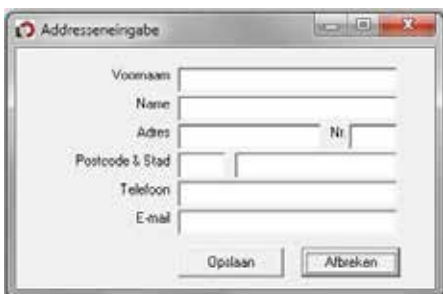 Addresseneingabe
Voornaam
Name
Adres Nr.
Postcode & Stad
Telefoon
E-mail
Opslaan Afbreken